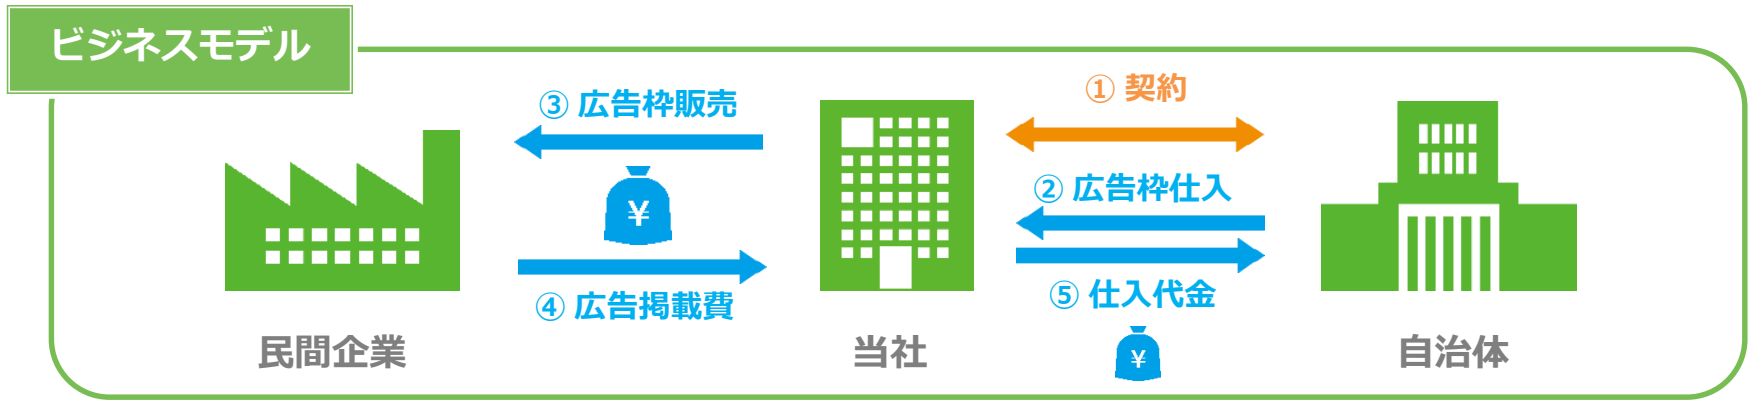 ビジネスモデル
③ 広告枠販売
¥
④ 広告掲載費
民間企業
当社
① 契約
② 広告枠仕入
⑤ 仕入代金
¥
自治体